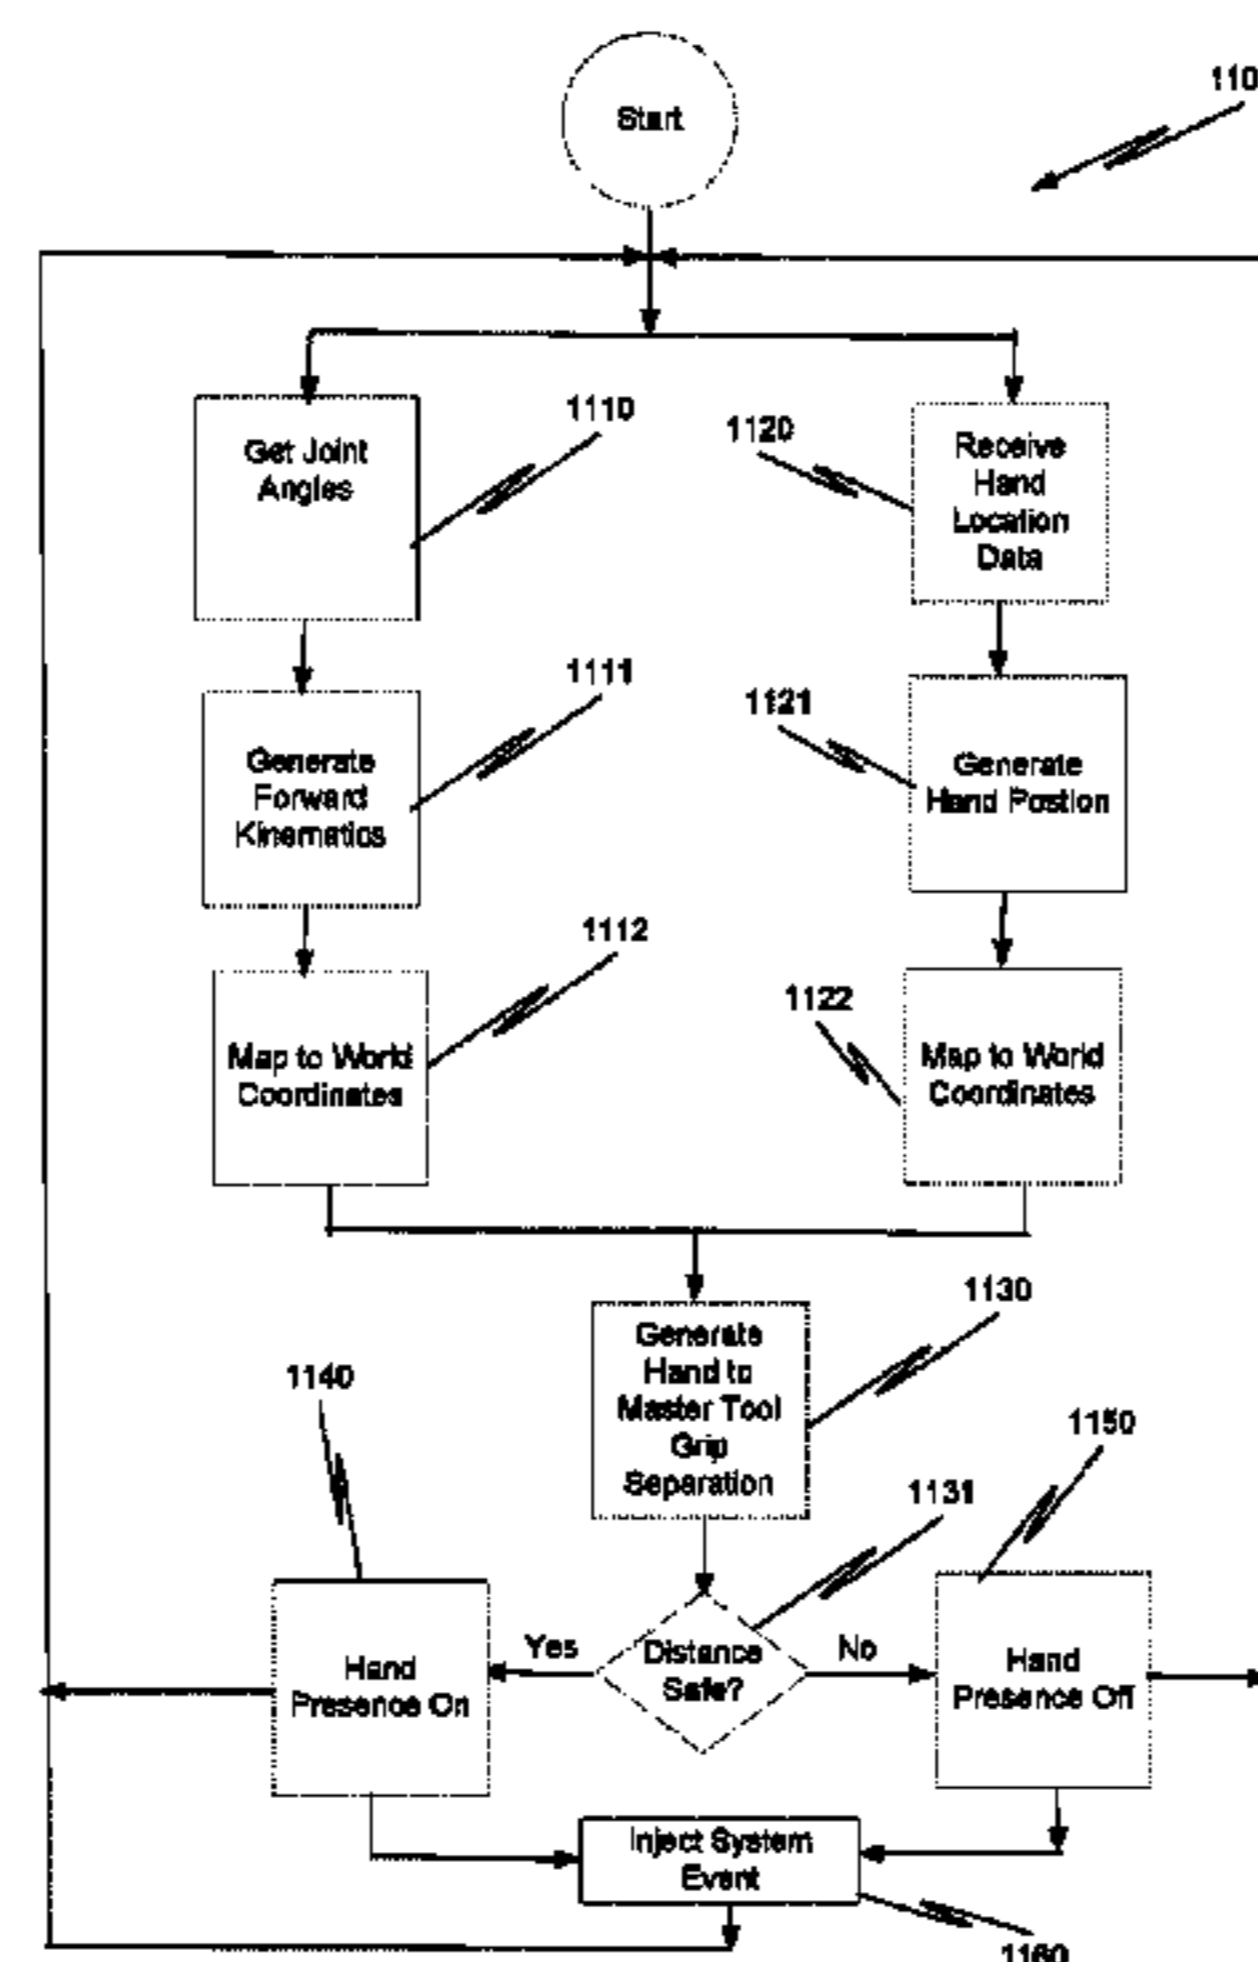 Start
110
Get Joint
Angles
1110
1120
Receive
Hand
Location
Data
Generate
Forward
Kinematics
1111
1121
Generate
Hand Postion
Map to World
Coordinates
1112
1122
Map to World
Coordinates
Generate
Hand to
Master Tool
Grip
Separation
1130
1140
1131
1150
Hand
Presence On
Yes
Distance
Safe?
No
Hand
Presence Off
Inject System
Event
1160